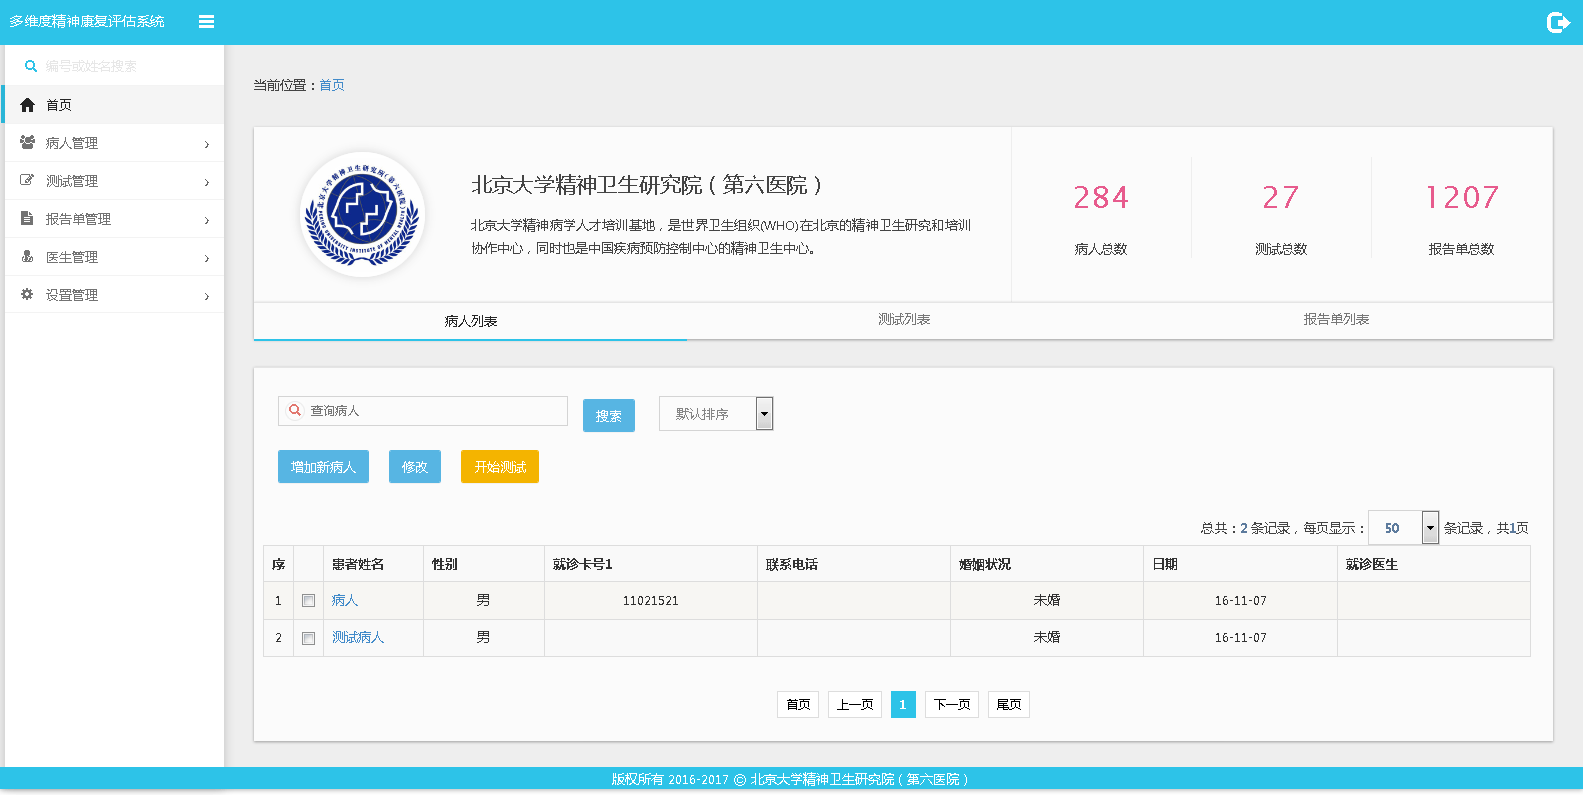 多维度精神康复评估系统
编号或姓名搜索
首页
病人管理
测试管理
报告单管理
医生管理
设置管理
当前位置：首页
北京大学精神卫生研究院（第六医院）
北京大学精神病学人才培训基地，是世界卫生组织(WHO)在北京的精神卫生研究和培训
协作中心，同时也是中国疾病预防控制中心的精神卫生中心。
284 27 1207
病人总数 测试总数 报告单总数
病人列表 测试列表 报告单列表
查询病人 搜索 默认排序
增加新病人 修改 开始测试
总共：2 条记录，每页显示： 50 条记录，共1页
序 患者姓名 性别 就诊卡号1 联系电话 婚姻状况 日期 就诊医生
1 病人 男 11021521 未婚 16-11-07
2 测试病人 男 未婚 16-11-07
首页 上一页 1 下一页 尾页
版权所有 2016-2017 © 北京大学精神卫生研究院（第六医院）